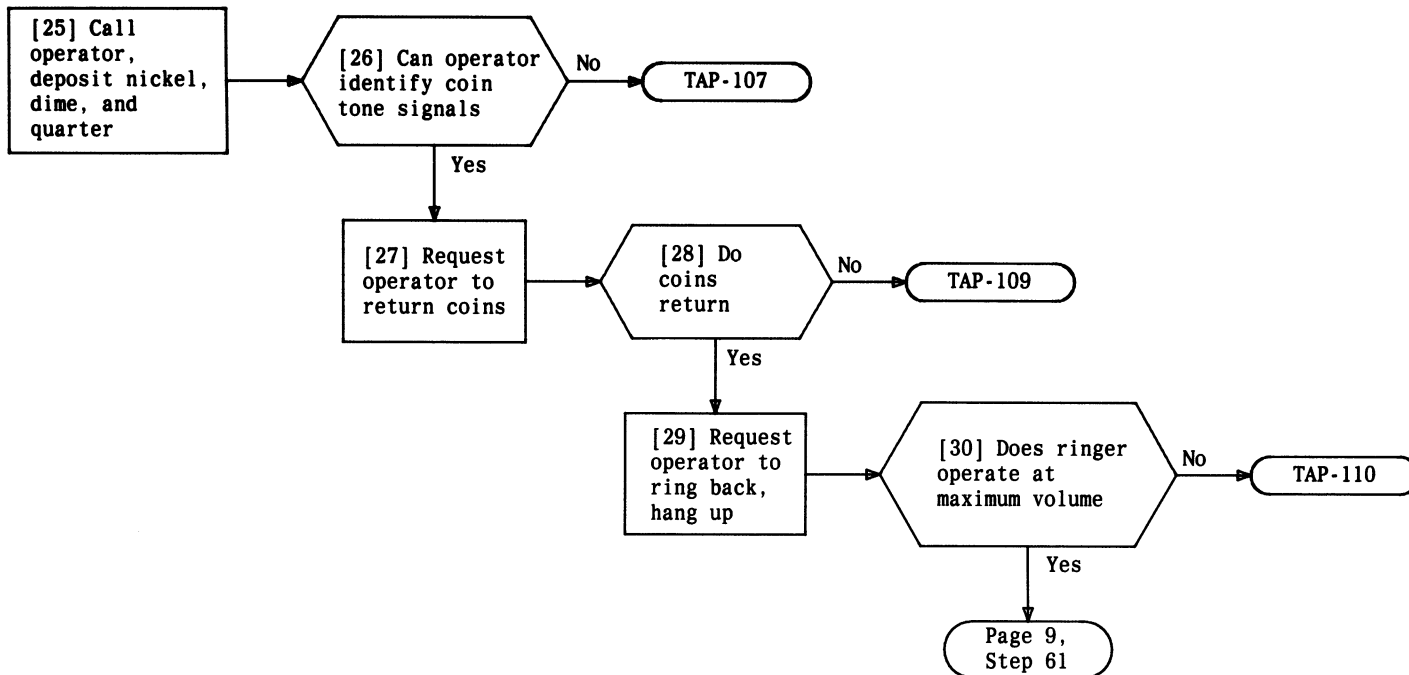 [25] Call
operator,
deposit nickel,
dime, and
quarter
[26] Can operator
identify coin
tone signals
No
TAP-107
Yes
[27] Request
operator to
return coins
[28] Do
coins
return
No
TAP-109
Yes
[29] Request
operator to
ring back,
hang up
[30] Does ringer
operate at
maximum volume
No
TAP-110
Yes
Page 9,
Step 61